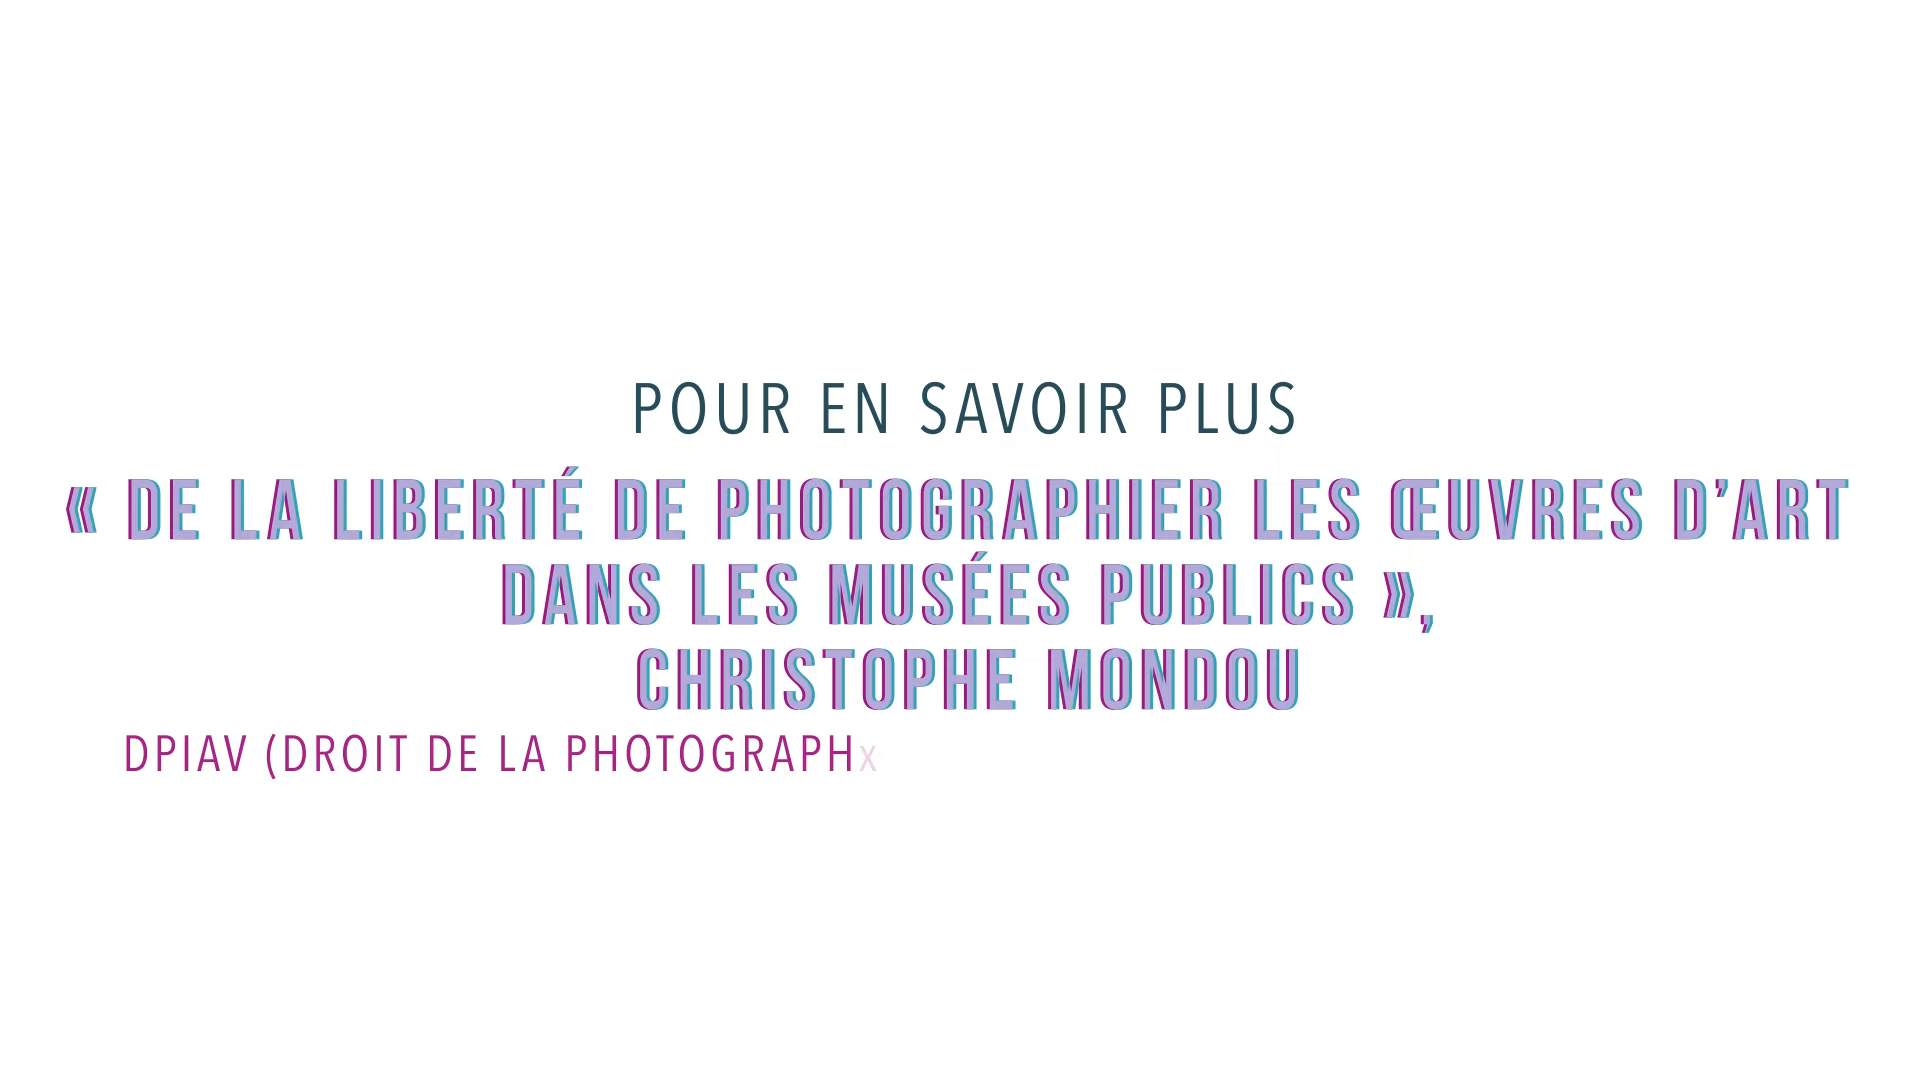 POUR EN SAVOIR PLUS
« DE LA LIBERTÉ DE PHOTOGRAPHIER LES ŒUVRES D’ART
DANS LES MUSÉES PUBLICS »,
CHRISTOPHE MONDOU
DPIAV (DROIT DE LA PHOTOGRAPHX